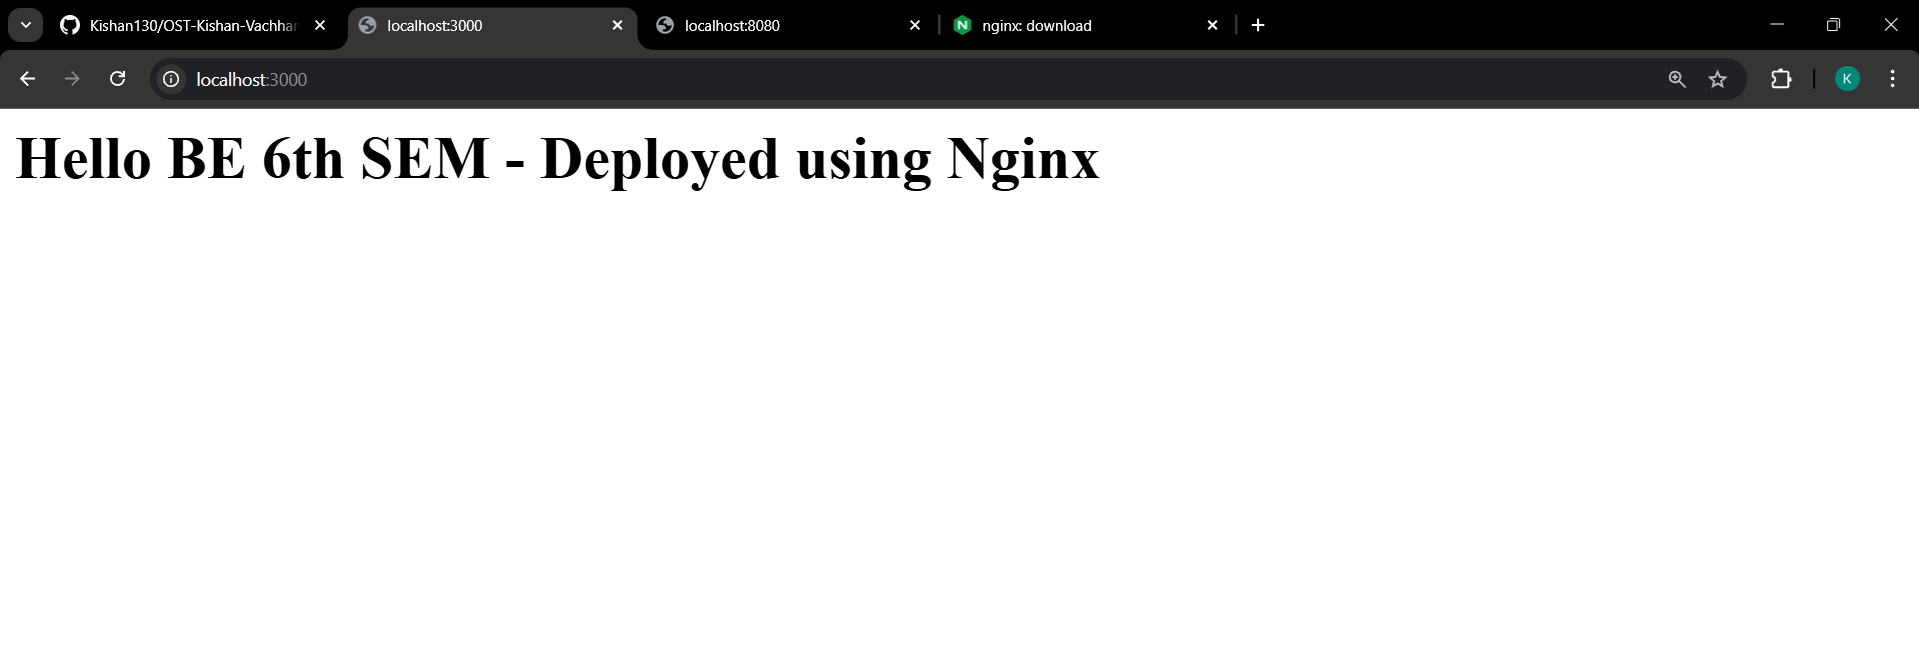 Kishan130/OST-Kishan-Vachhar
localhost:3000
localhost:8080
nginx: download
localhost:3000
K
Hello BE 6th SEM - Deployed using Nginx